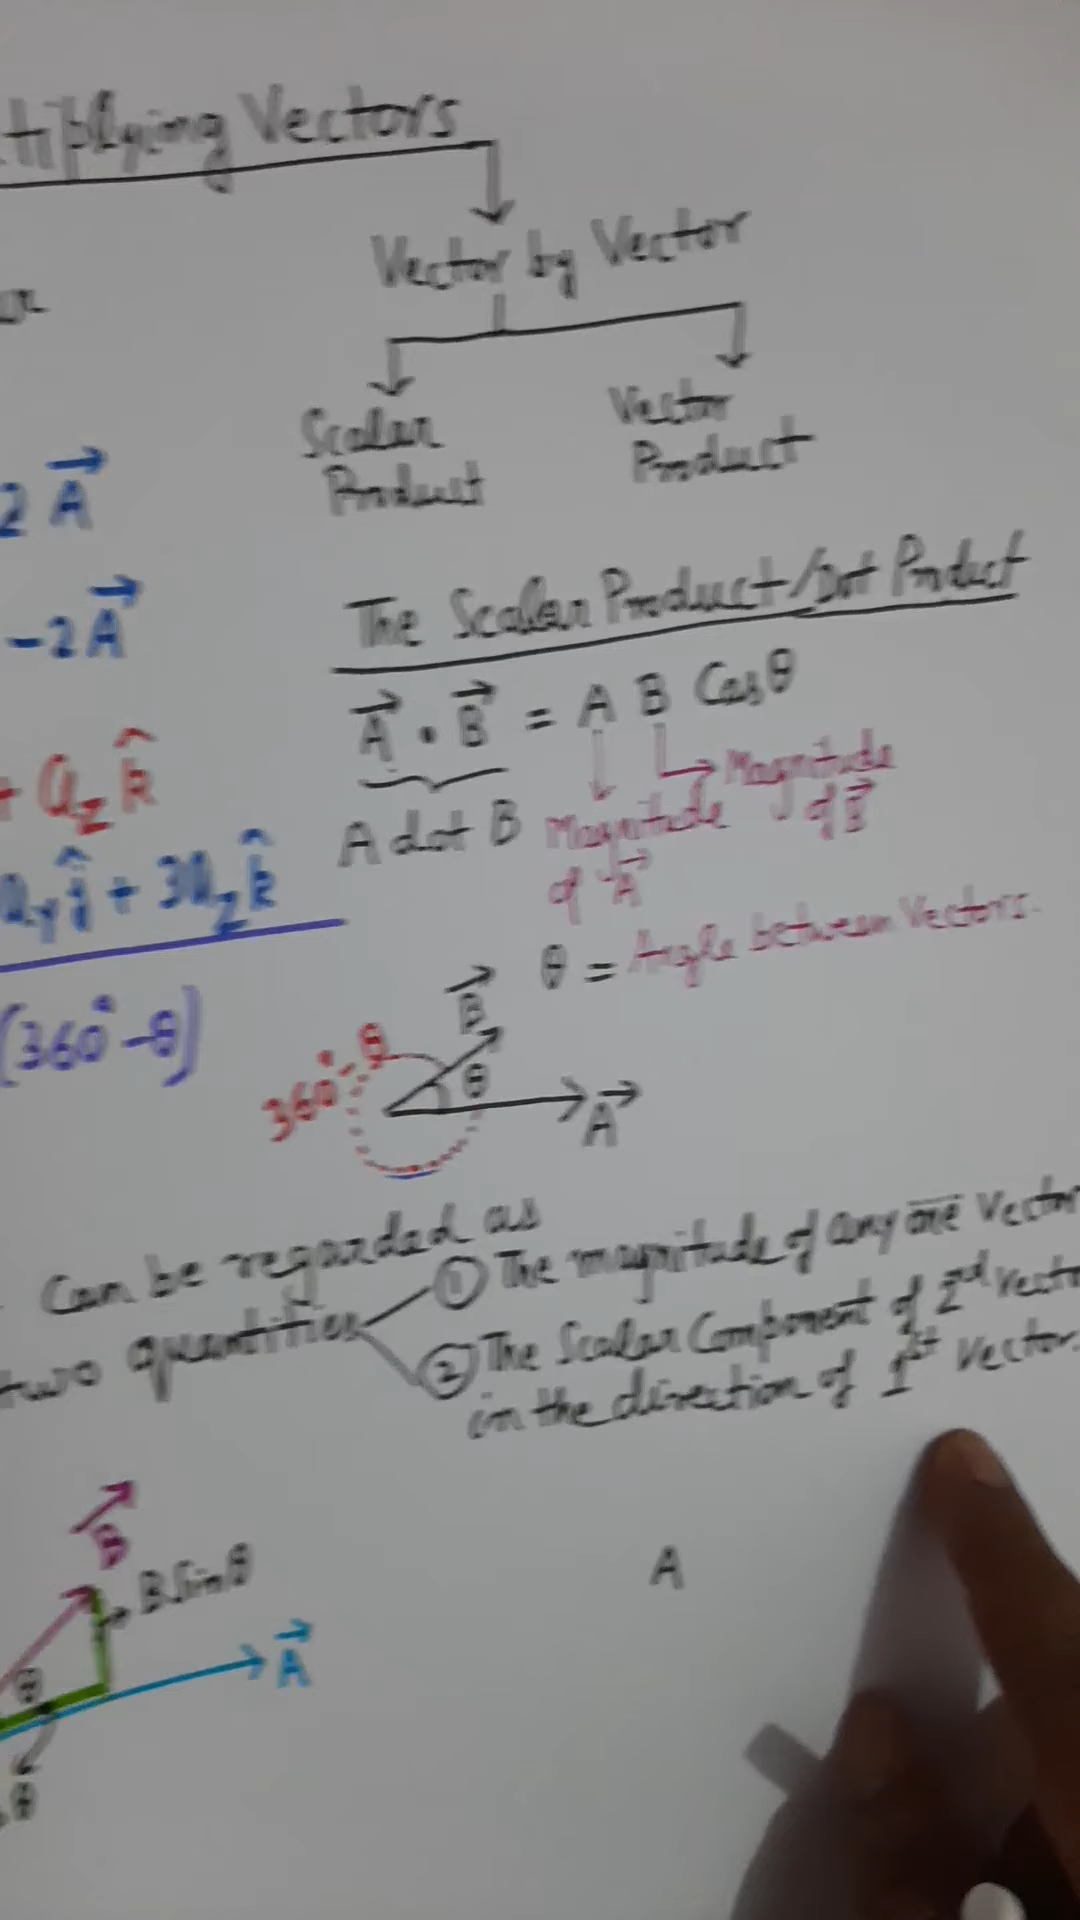 tiplying Vectors
Vector by Vector
Scalar Product
Vector Product
2 A⃗
-2 A⃗
The Scalar Product/Dot Product
A⃗ . B⃗ = A B Cosθ
A dot B
Magnitude of A⃗
Magnitude of B⃗
+ a_z k̂
a_y ĵ + 3a_z k̂
θ = Angle between Vectors.
(360° - θ)
B⃗
360° - θ
θ
A⃗
Can be regarded as
two quantities
① The magnitude of any one Vector
② The Scalar Component of 2nd Vecto
in the direction of 1st Vector.
B⃗
B Sin θ
θ
A⃗
θ
A